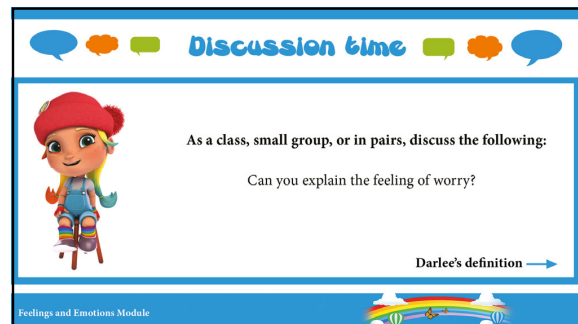 Discussion time
As a class, small group, or in pairs, discuss the following:
Can you explain the feeling of worry?
Darlee's definition
Feelings and Emotions Module